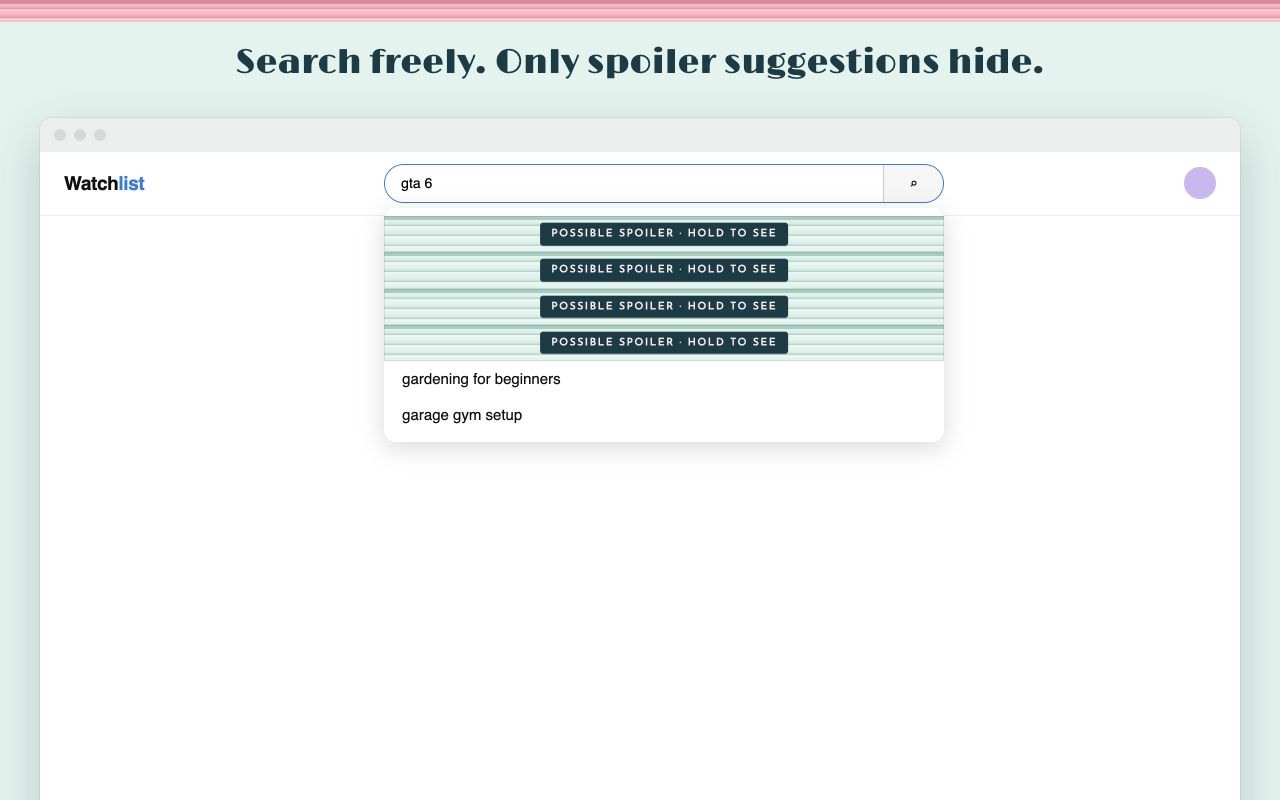 Search freely. Only spoiler suggestions hide.
Watchlist
gta 6
POSSIBLE SPOILER · HOLD TO SEE
POSSIBLE SPOILER · HOLD TO SEE
POSSIBLE SPOILER · HOLD TO SEE
POSSIBLE SPOILER · HOLD TO SEE
gardening for beginners
garage gym setup